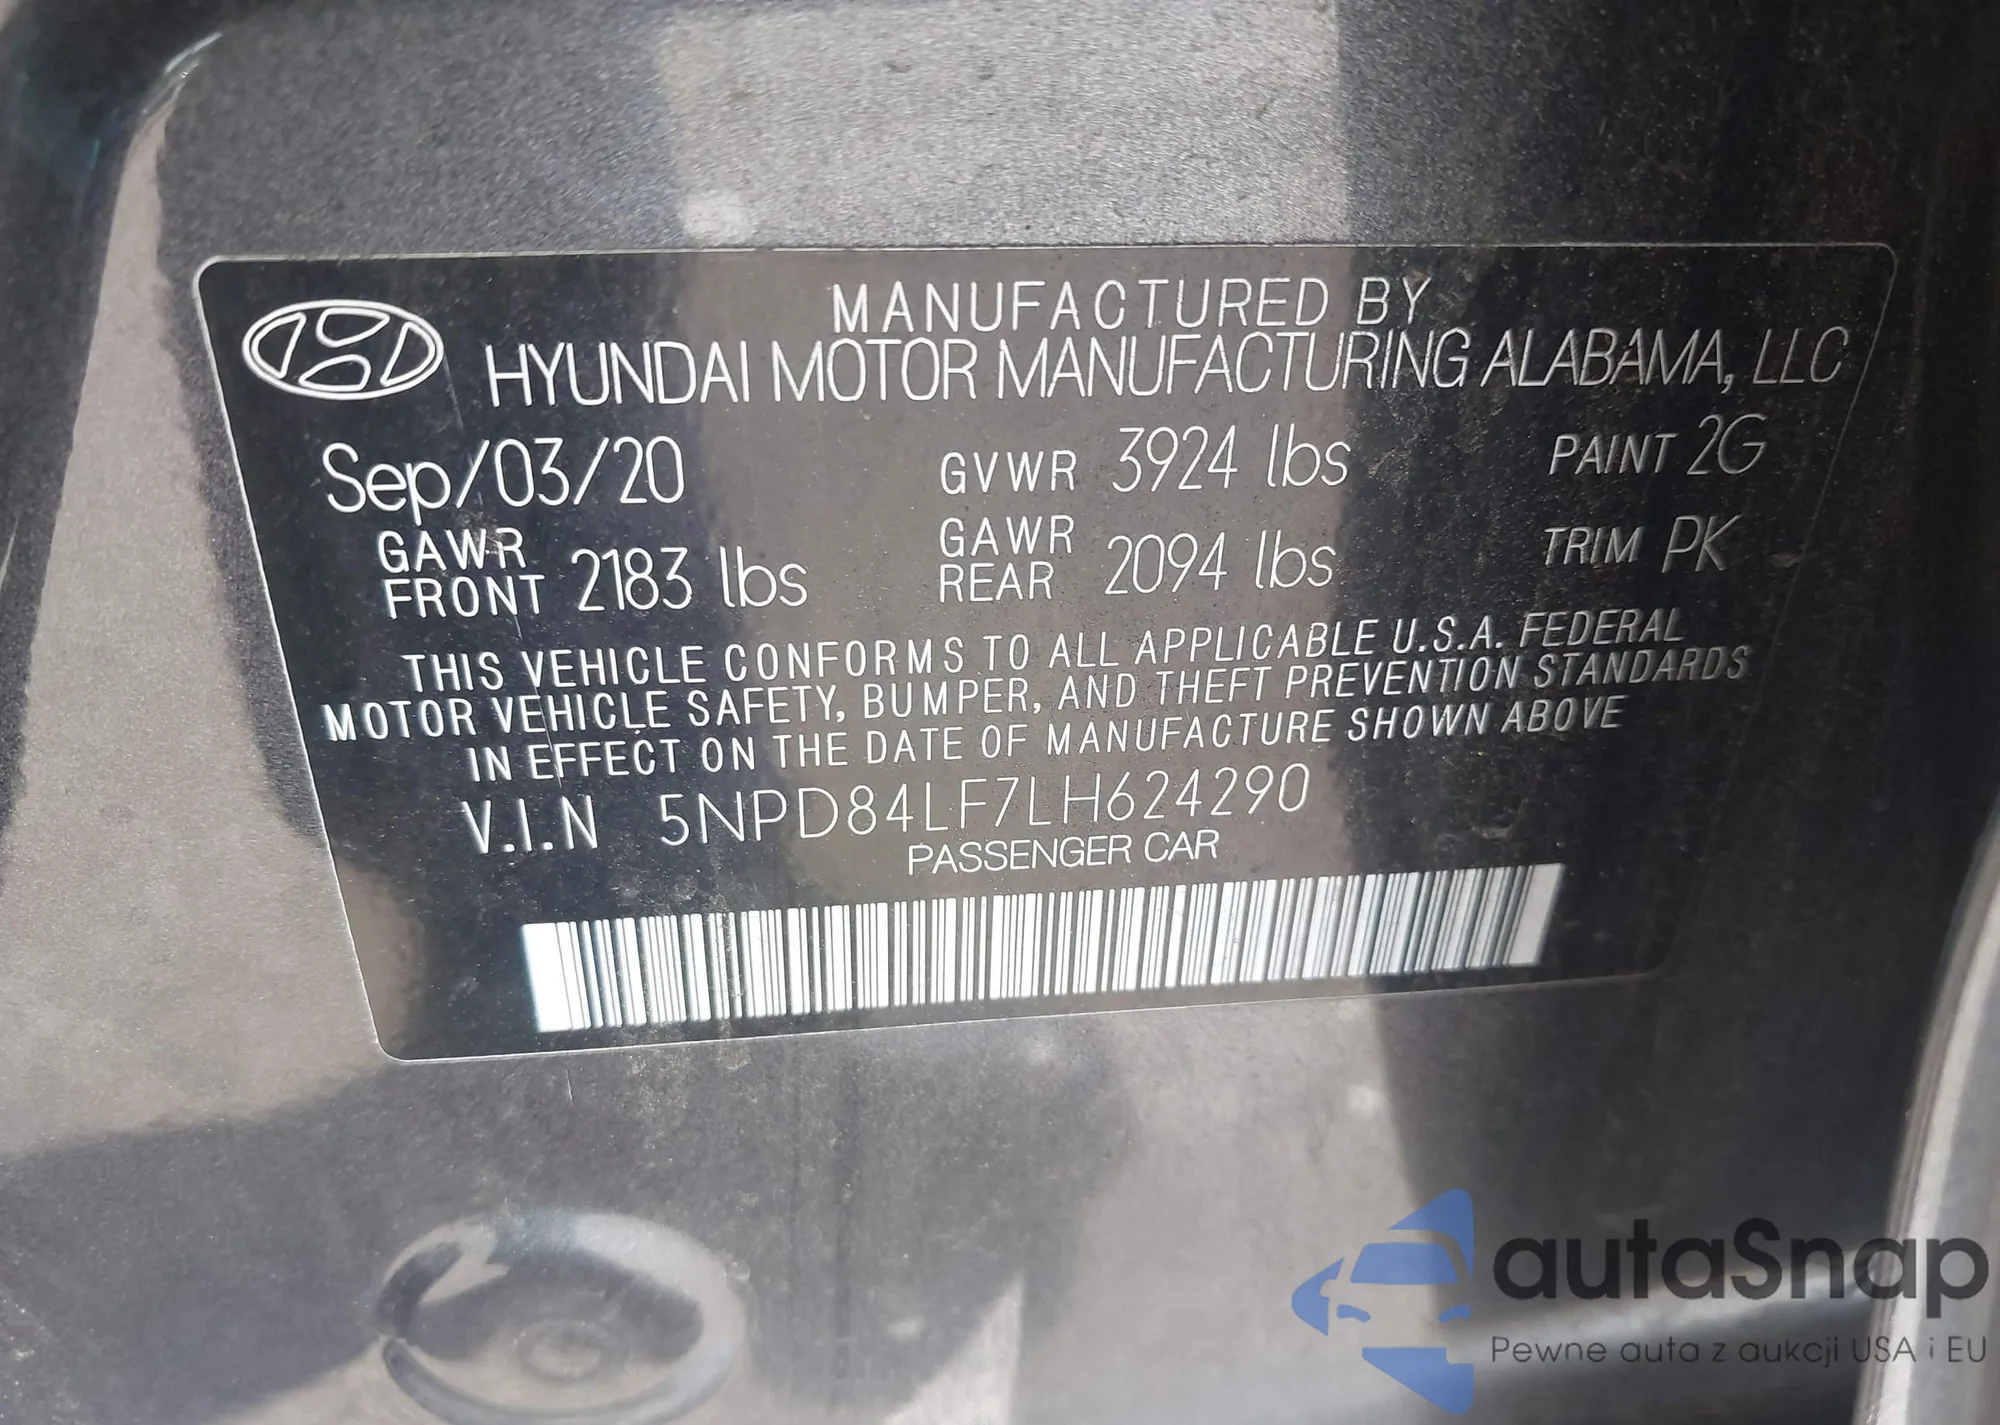 MANUFACTURED BY
HYUNDAI MOTOR MANUFACTURING ALABAMA, LLC
Sep/03/20 GVWR 3924 lbs PAINT 2G
GAWR FRONT 2183 lbs GAWR REAR 2094 lbs TRIM PK
THIS VEHICLE CONFORMS TO ALL APPLICABLE U.S.A. FEDERAL
MOTOR VEHICLE SAFETY, BUMPER, AND THEFT PREVENTION STANDARDS
IN EFFECT ON THE DATE OF MANUFACTURE SHOWN ABOVE
V.I.N 5NPD84LF7LH624290
PASSENGER CAR
autaSnap
Pewne auta z aukcji USA i EU